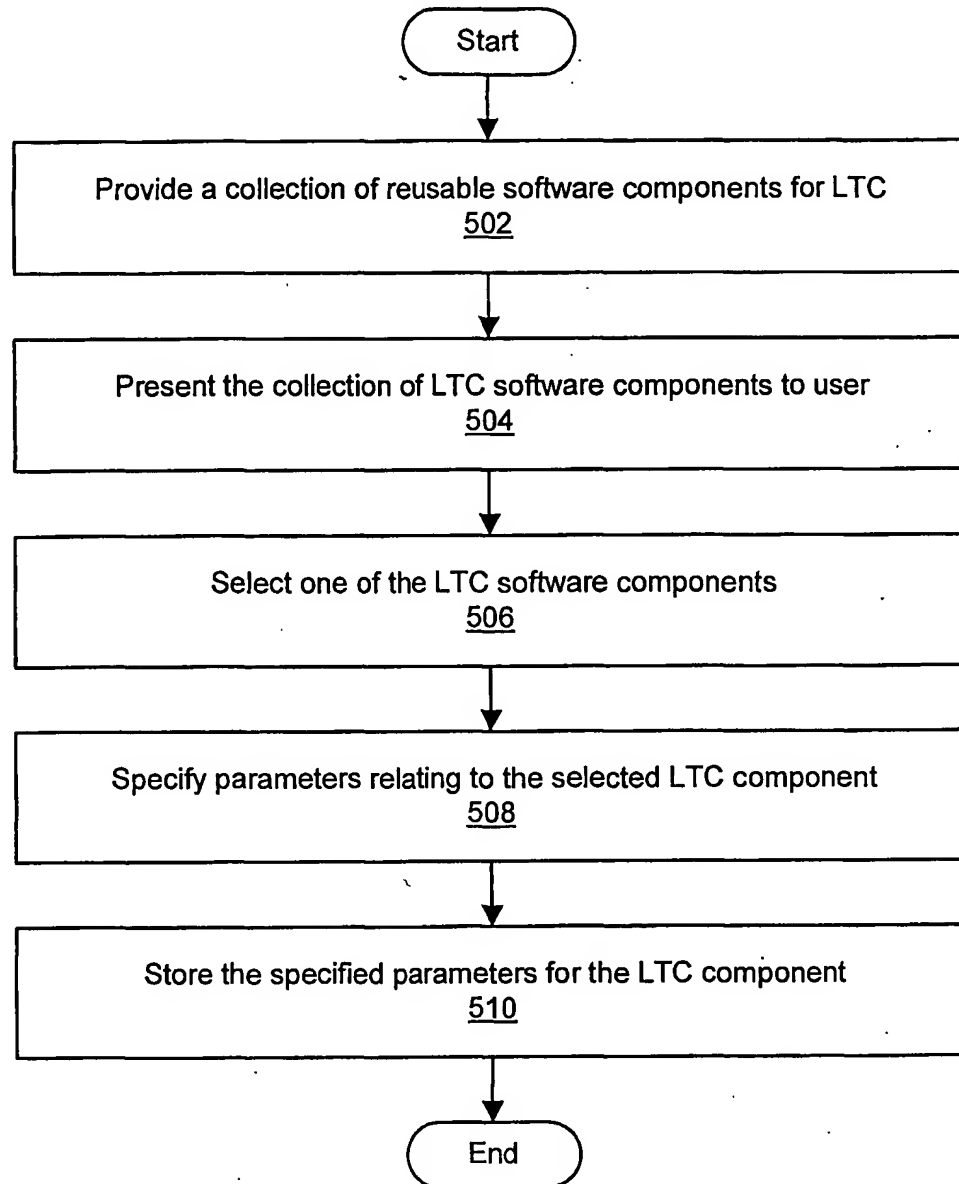 Start
Provide a collection of reusable software components for LTC
502
Present the collection of LTC software components to user
504
Select one of the LTC software components
506
Specify parameters relating to the selected LTC component
508
Store the specified parameters for the LTC component
510
End